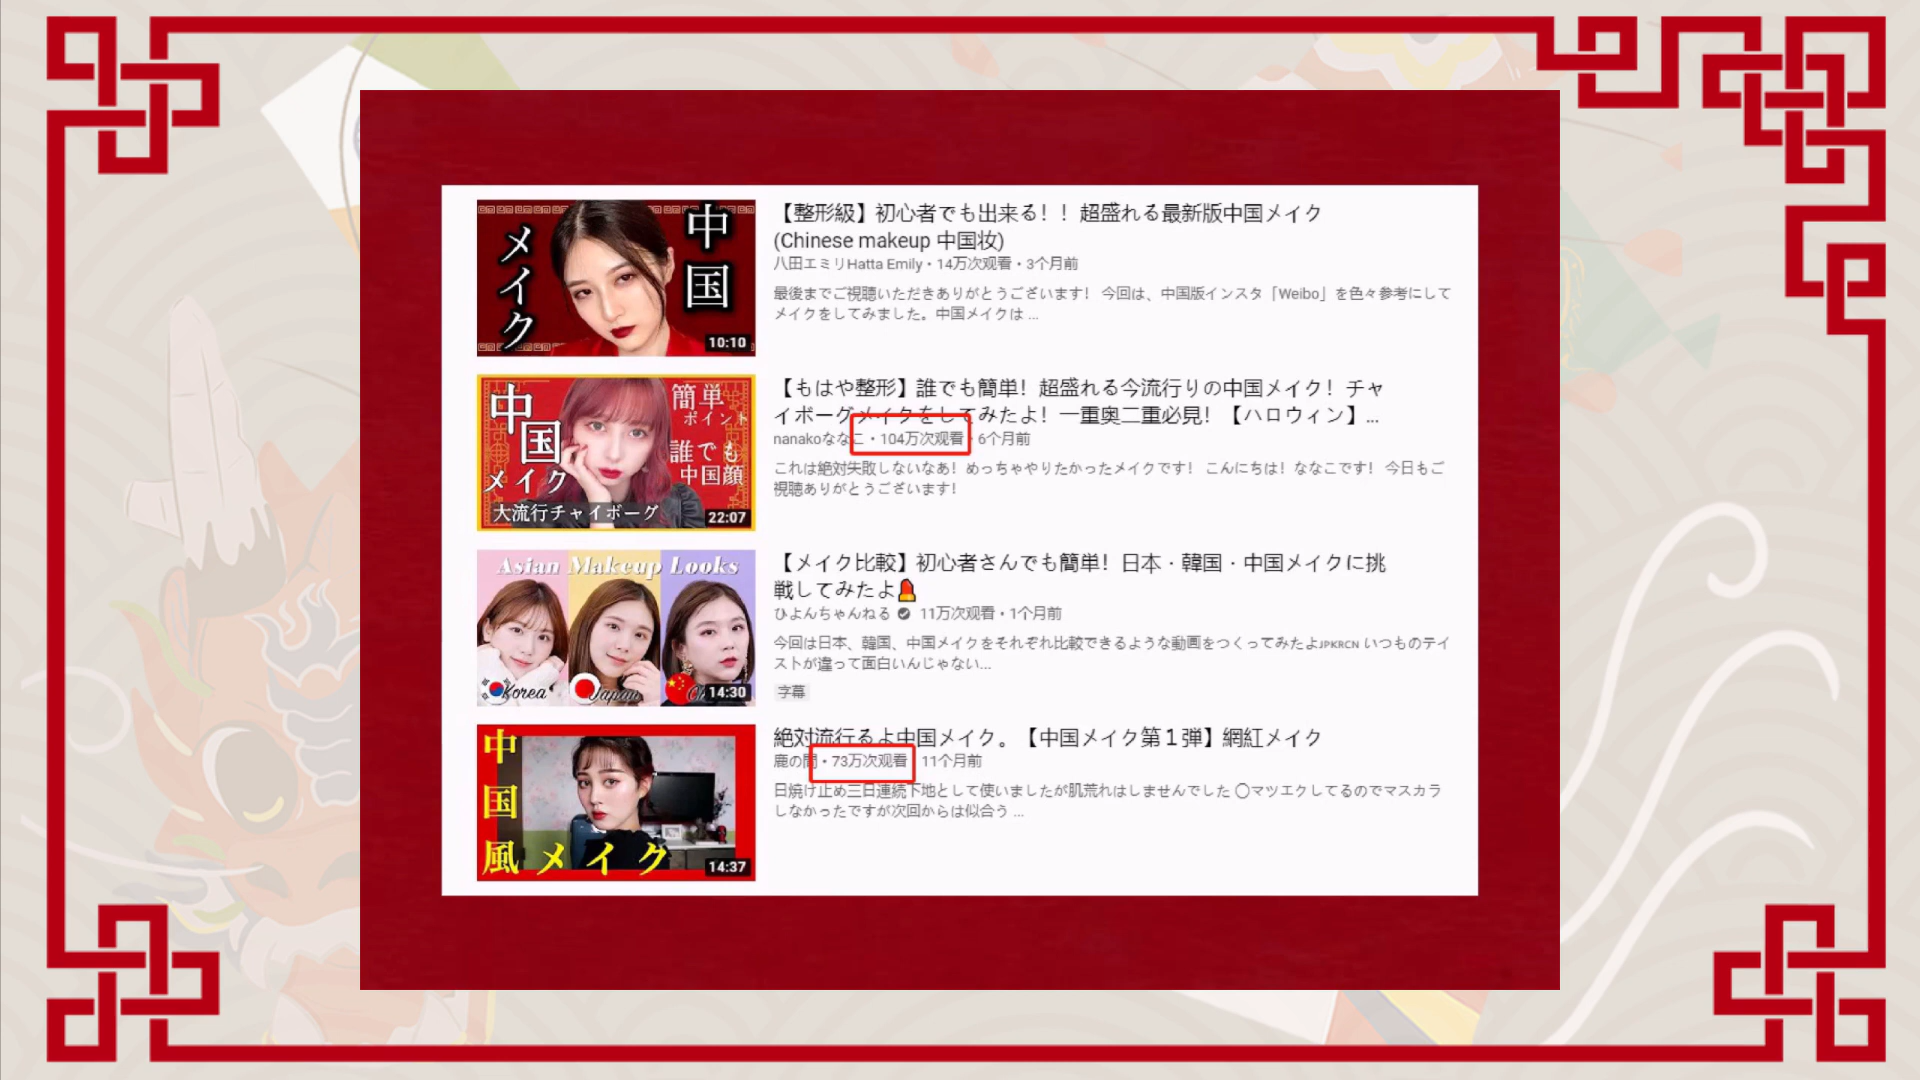 中国
メイク
10:10
【整形級】初心者でも出来る！！超盛れる最新版中国メイク
(Chinese makeup 中国妆)
八田エミリHatta Emily・14万次观看・3个月前
最後までご視聴いただきありがとうございます！ 今回は、中国版インスタ「Weibo」を色々参考にして
メイクをしてみました。中国メイクは ...
中国
メイク
簡単
ポイント
誰でも
中国顔
大流行チャイボーグ
22:07
【もはや整形】誰でも簡単！超盛れる今流行りの中国メイク！チャ
イボーグメイクをしてみたよ！一重奥二重必見！【ハロウィン】...
nanakoななこ・104万次观看・6个月前
これは絶対失敗しないなあ！めっちゃやりたかったメイクです！ こんにちは！ななこです！ 今日もご
視聴ありがとうございます！
Asian Makeup Looks
Korea
Japan
14:30
【メイク比較】初心者さんでも簡単！日本・韓国・中国メイクに挑
戦してみたよ💄
ひよんちゃんねる 11万次观看・1个月前
今回は日本、韓国、中国メイクをそれぞれ比較できるような動画をつくってみたよJPKRCN いつものテイ
ストが違って面白いんじゃない...
字幕
中国風メイク
14:37
絶対流行るよ中国メイク。【中国メイク第１弾】網紅メイク
鹿の間・73万次观看 11个月前
日焼け止め三日連続下地として使いましたが肌荒れはしませんでした 〇マツエクしてるのでマスカラ
しなかったですが次回からは似合う ...